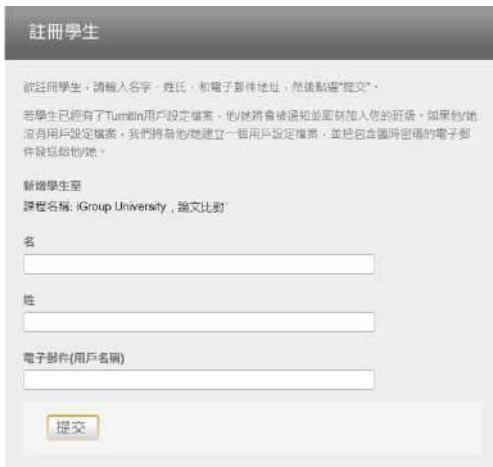 註冊學生
欲註冊學生，請輸入名字、姓氏、和電子郵件地址，然後點選"提交"。
若學生已經有了Turnitin用戶設定檔案，他/她將會被通知並即刻加入您的班級。如果他/她
沒有用戶設定檔案，我們將為他/她建立一個用戶設定檔案，並把包含臨時密碼的電子郵
件發送給他/她。
新增學生至
課程名稱: iGroup University , 論文比對
名
姓
電子郵件(用戶名稱)
提交